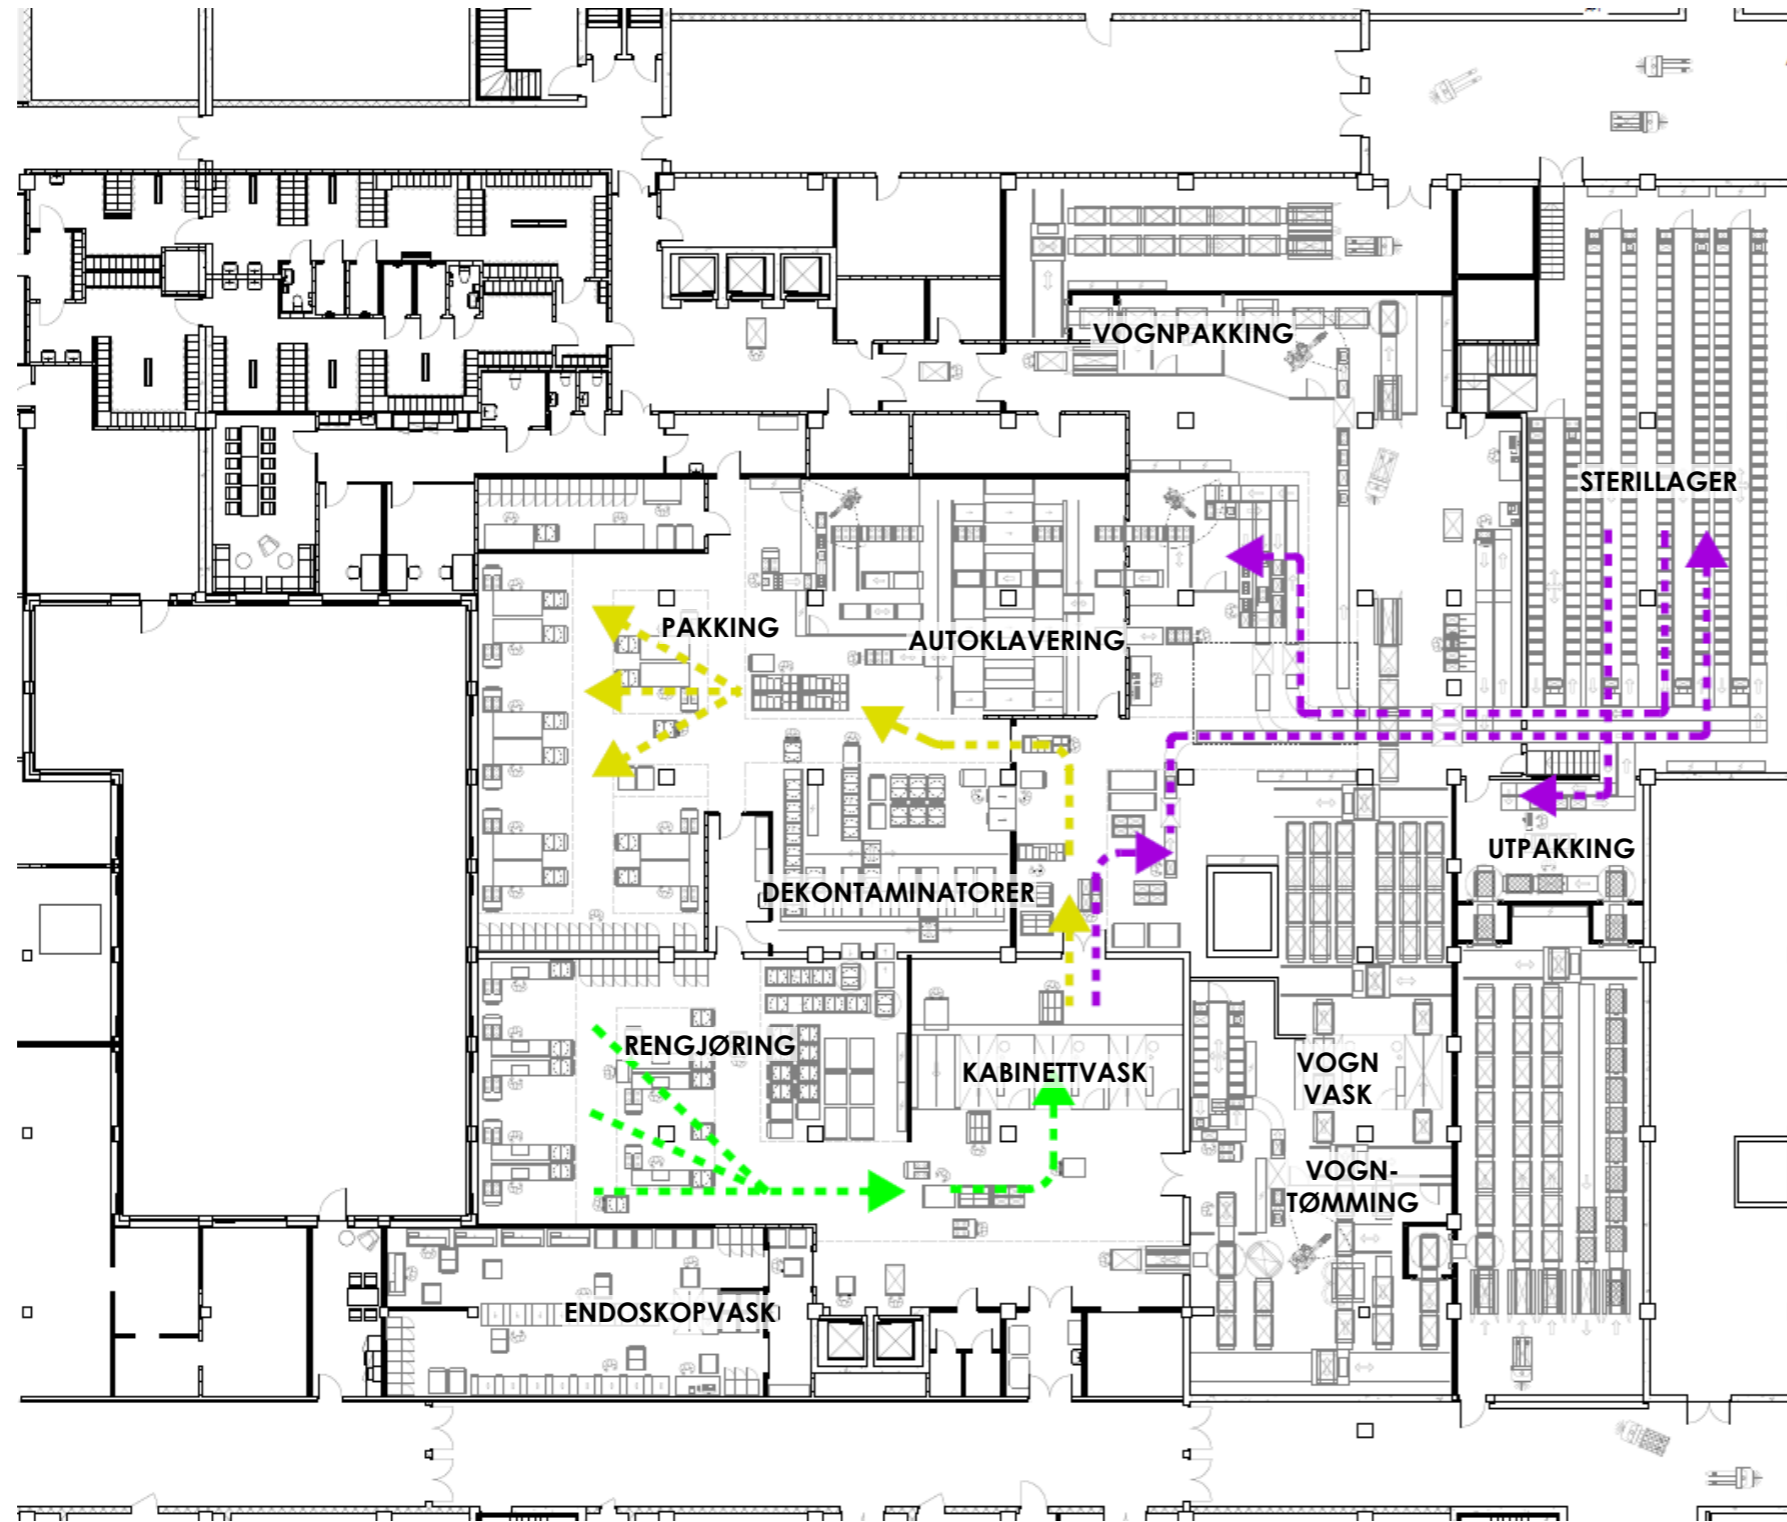 VOGNPAKKING
STERILLAGER
PAKKING
AUTOKLAVERING
UTPAKKING
DEKONTAMINATORER
RENGJØRING
KABINETTVASK
VOGN
VASK
VOGN-
TØMMING
ENDOSKOPVASK